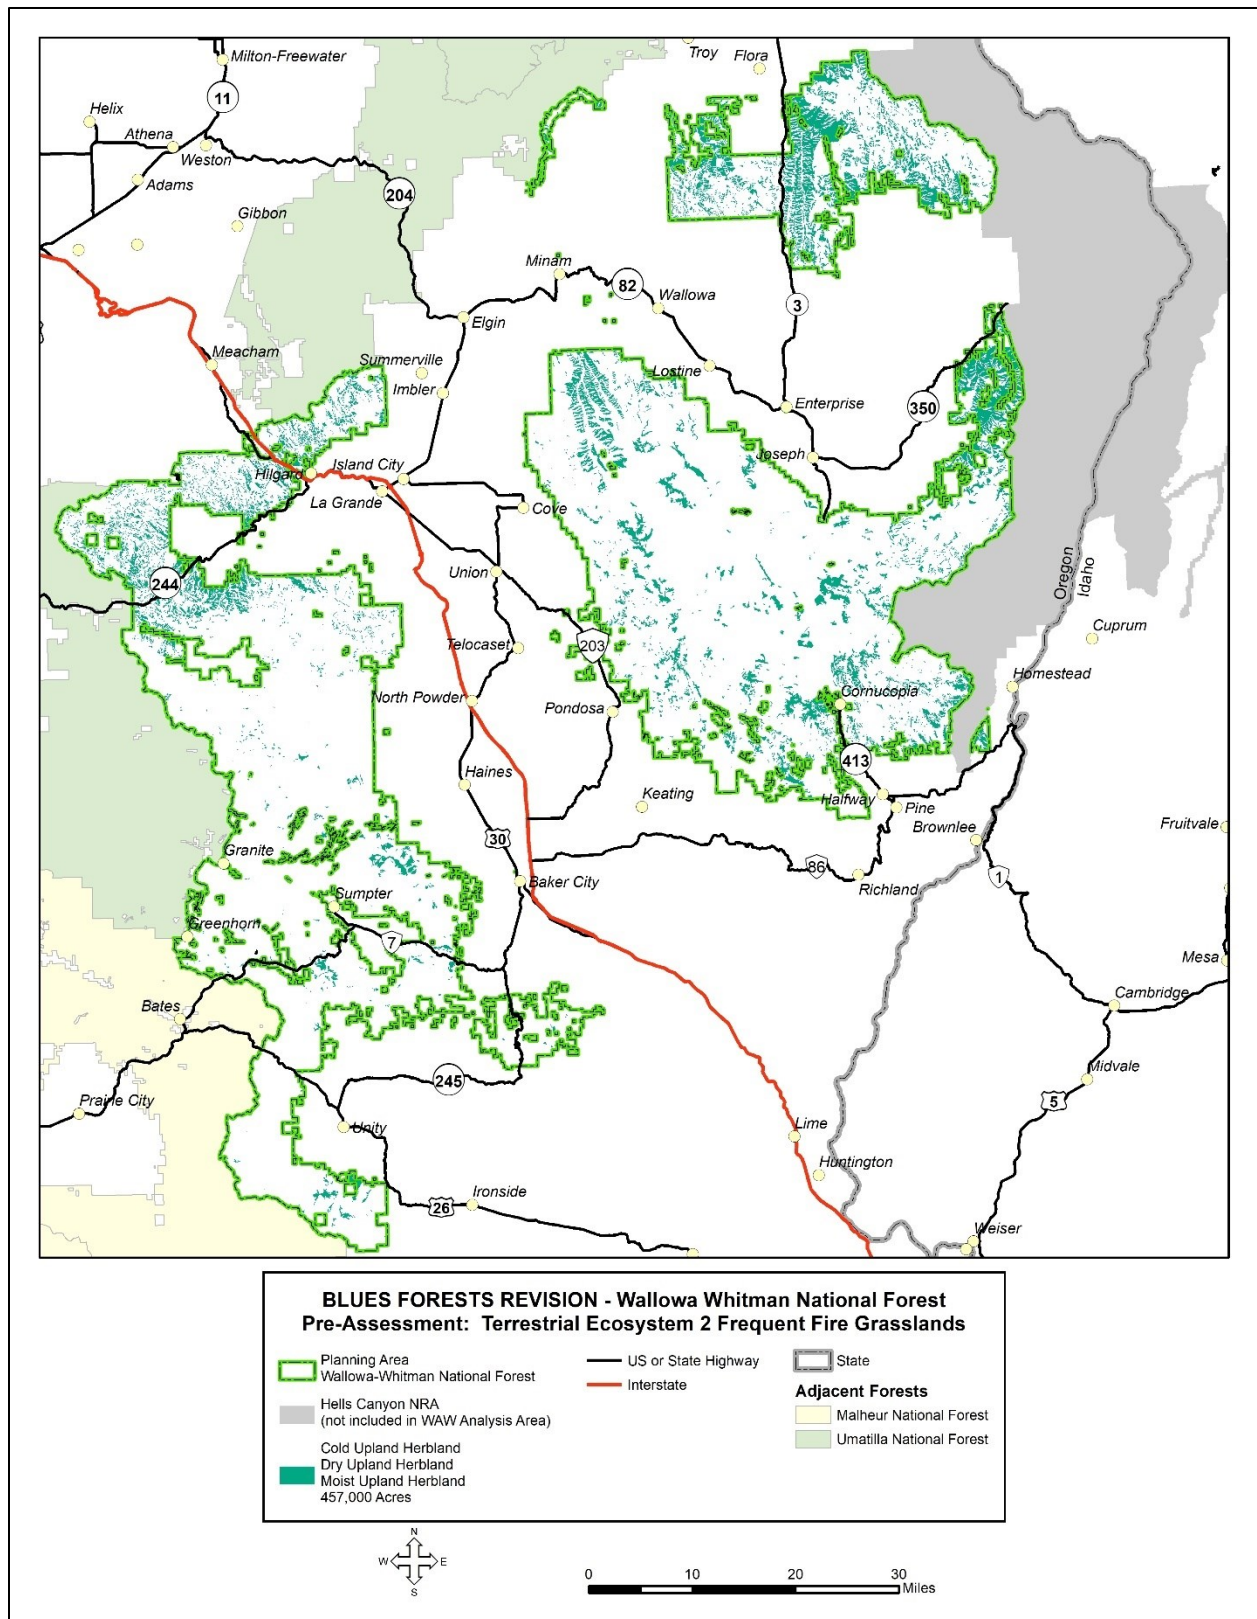 Milton-Freewater
Troy
Flora
11
Helix
Athena
Weston
Adams
204
Gibbon
Minam
82
Wallowa
3
Elgin
Meacham
Summerville
Imbler
Lostine
Enterprise
350
Joseph
Hilgard
Island City
La Grande
Cove
Union
244
Oregon
Idaho
Cuprum
Telocaset
203
Homestead
North Powder
Pondosa
Cornucopia
413
Haines
Keating
Halfway
Pine
Brownlee
Fruitvale
30
Granite
86
Richland
1
Baker City
Sumpter
Greenhorn
7
Mesa
Bates
Cambridge
245
Midvale
Prairie City
5
Unity
Lime
Huntington
26
Ironside
Weiser
BLUES FORESTS REVISION - Wallowa Whitman National Forest
Pre-Assessment: Terrestrial Ecosystem 2 Frequent Fire Grasslands
Planning Area
Wallowa-Whitman National Forest
Hells Canyon NRA
(not included in WAW Analysis Area)
Cold Upland Herbland
Dry Upland Herbland
Moist Upland Herbland
457,000 Acres
US or State Highway
Interstate
State
Adjacent Forests
Malheur National Forest
Umatilla National Forest
N
W E
S
0 10 20 30
Miles